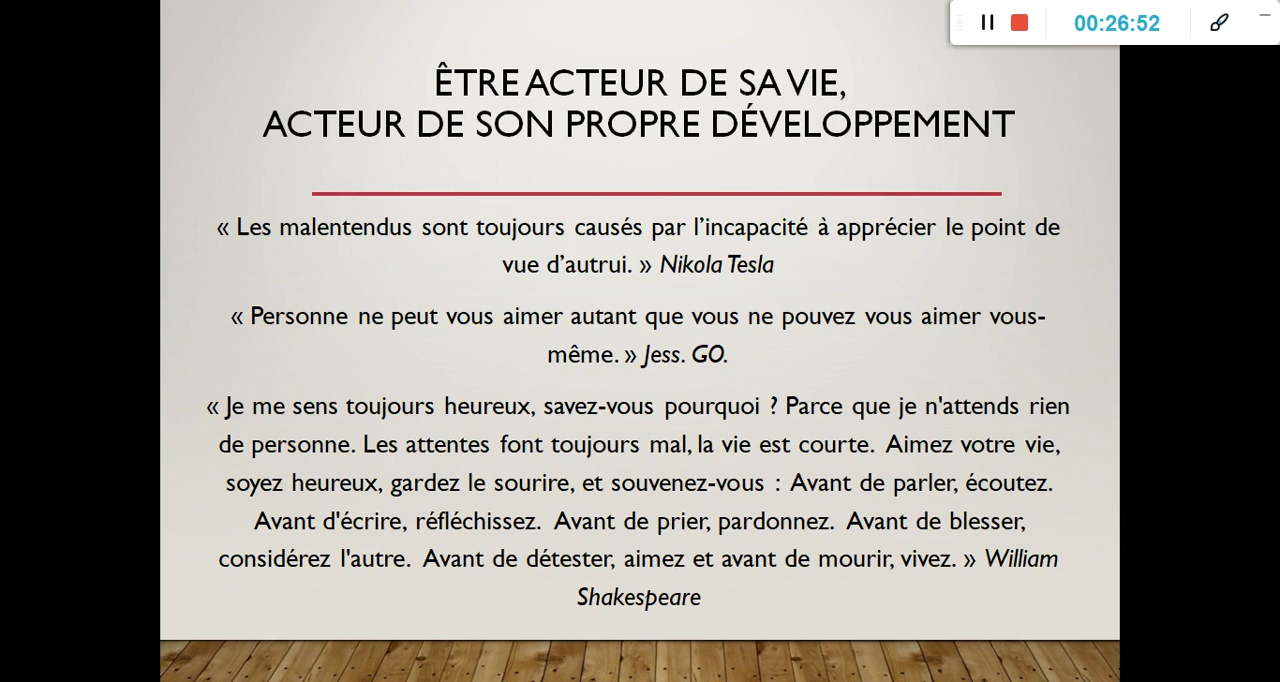 00:26:52
ÊTRE ACTEUR DE SA VIE,
ACTEUR DE SON PROPRE DÉVELOPPEMENT
« Les malentendus sont toujours causés par l’incapacité à apprécier le point de
vue d’autrui. » Nikola Tesla
« Personne ne peut vous aimer autant que vous ne pouvez vous aimer vous-
même. » Jess. GO.
« Je me sens toujours heureux, savez-vous pourquoi ? Parce que je n'attends rien
de personne. Les attentes font toujours mal, la vie est courte. Aimez votre vie,
soyez heureux, gardez le sourire, et souvenez-vous : Avant de parler, écoutez.
Avant d'écrire, réfléchissez. Avant de prier, pardonnez. Avant de blesser,
considérez l'autre. Avant de détester, aimez et avant de mourir, vivez. » William
Shakespeare